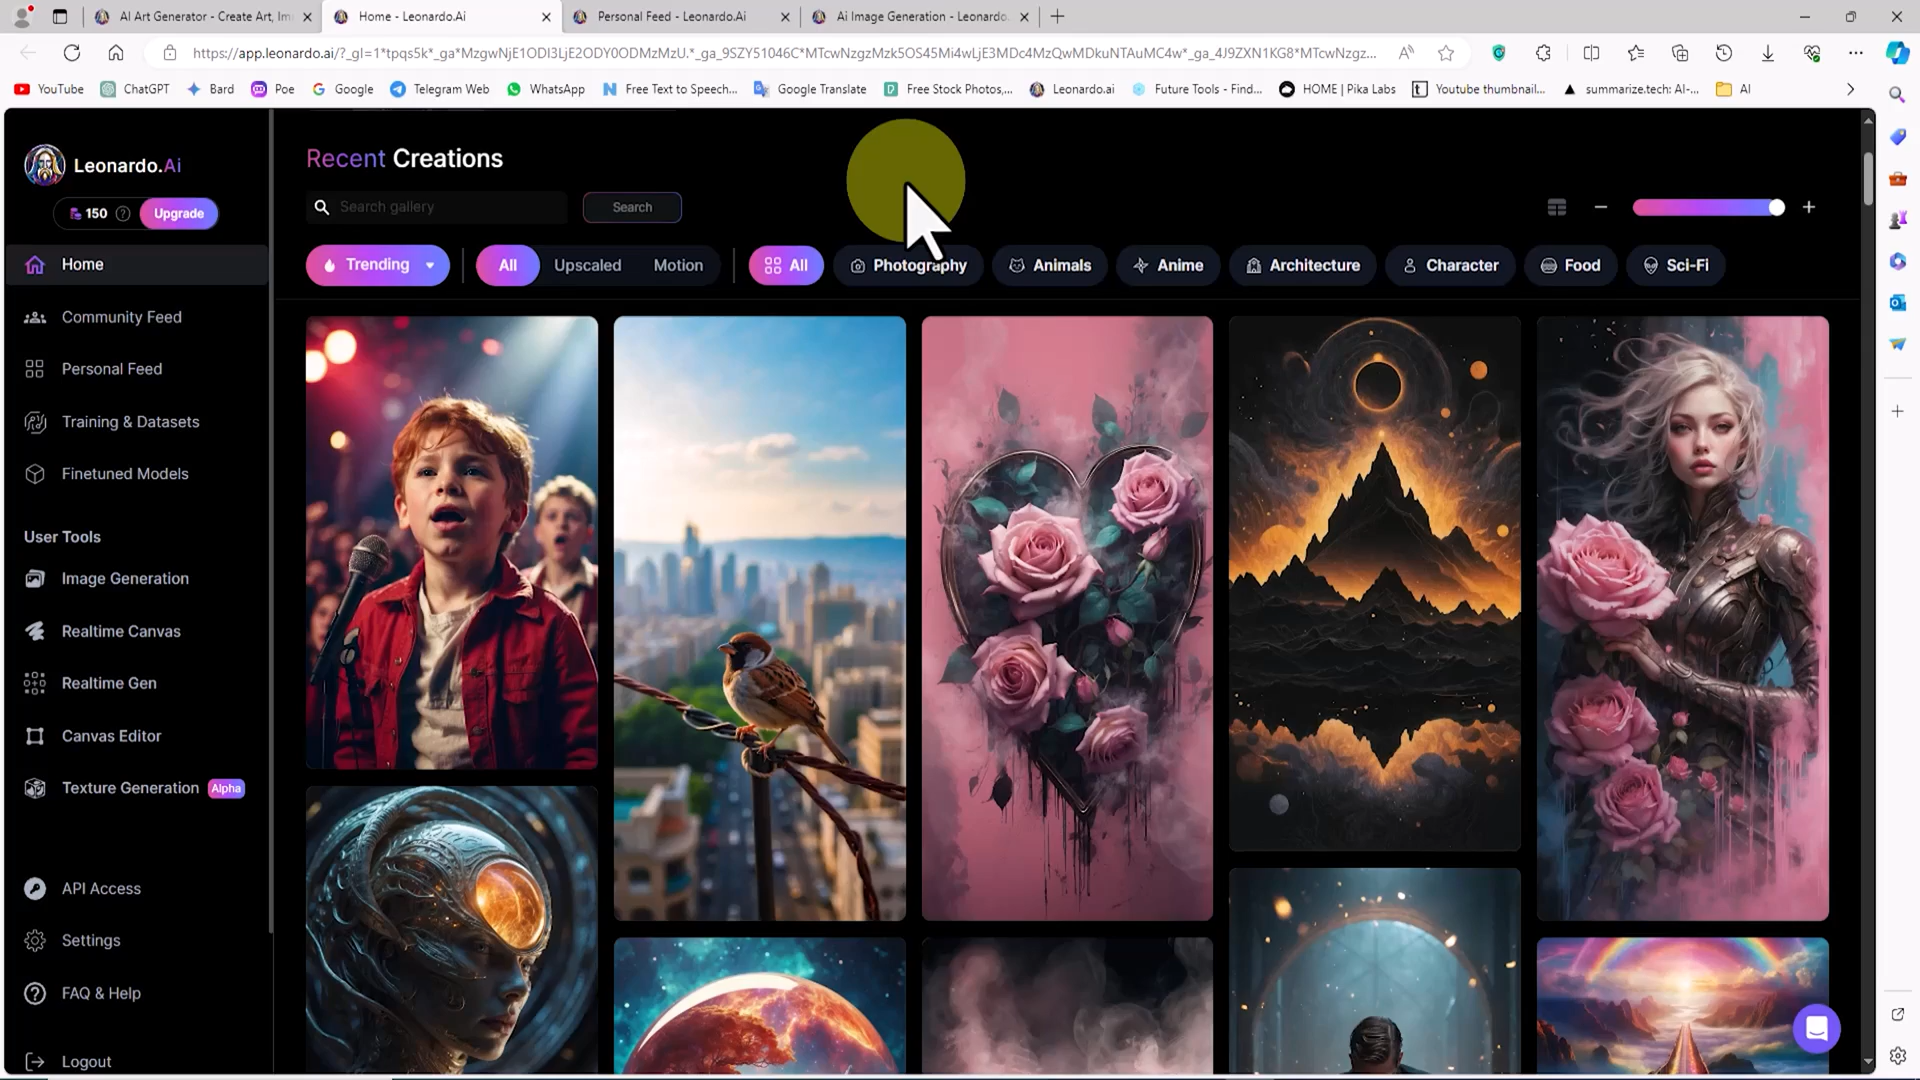 AI Art Generator - Create Art, Im
Home - Leonardo.Ai
Personal Feed - Leonardo.Ai
Ai Image Generation - Leonardo.
https://app.leonardo.ai/?_gl=1*tpqs5k*_ga*MzgwNjE1ODI3LjE2ODY0ODMzMzU.*_ga_9SZY51046C*MTcwNzgzMzk5OS45Mi4wLjE3MDc4MzQwMDkuNTAuMC4w*_ga_4J9ZXN1KG8*MTcwNzgz...
YouTube
ChatGPT
Bard
Poe
Google
Telegram Web
WhatsApp
Free Text to Speech...
Google Translate
Free Stock Photos,...
Leonardo.ai
Future Tools - Find...
HOME | Pika Labs
Youtube thumbnail...
summarize.tech: AI-...
AI
Leonardo.Ai
150
Upgrade
Home
Community Feed
Personal Feed
Training & Datasets
Finetuned Models
User Tools
Image Generation
Realtime Canvas
Realtime Gen
Canvas Editor
Texture Generation Alpha
API Access
Settings
FAQ & Help
Logout
Recent Creations
Search gallery
Search
Trending
All
Upscaled
Motion
All
Photography
Animals
Anime
Architecture
Character
Food
Sci-Fi